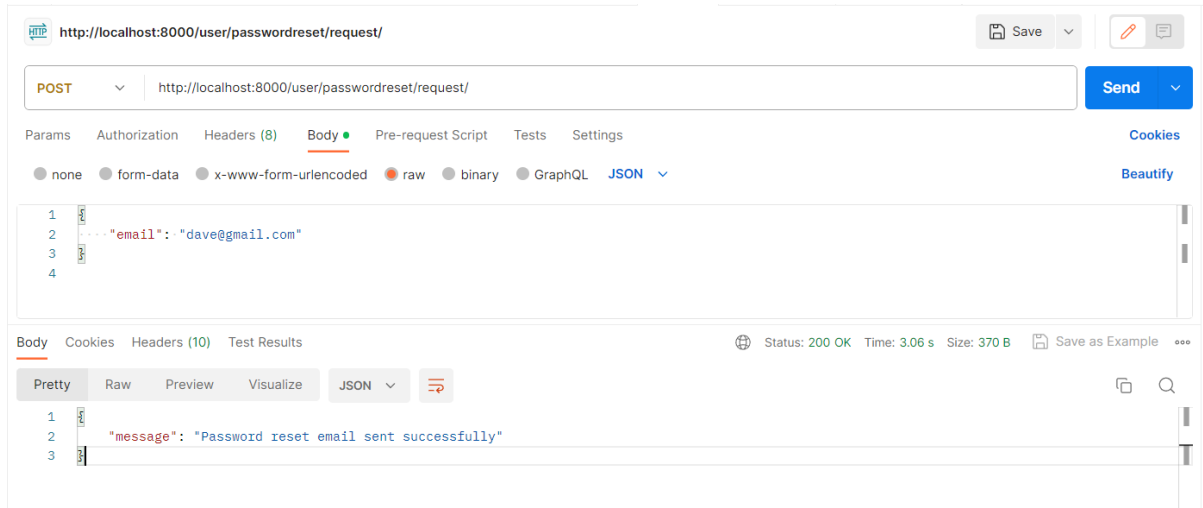 HTTP http://localhost:8000/user/passwordreset/request/ Save
POST http://localhost:8000/user/passwordreset/request/ Send
Params Authorization Headers (8) Body Pre-request Script Tests Settings Cookies
none form-data x-www-form-urlencoded raw binary GraphQL JSON Beautify
1 {
2 ····"email":·"dave@gmail.com"
3 }
4
Body Cookies Headers (10) Test Results Status: 200 OK Time: 3.06 s Size: 370 B Save as Example
Pretty Raw Preview Visualize JSON
1 {
2 "message": "Password reset email sent successfully"
3 }